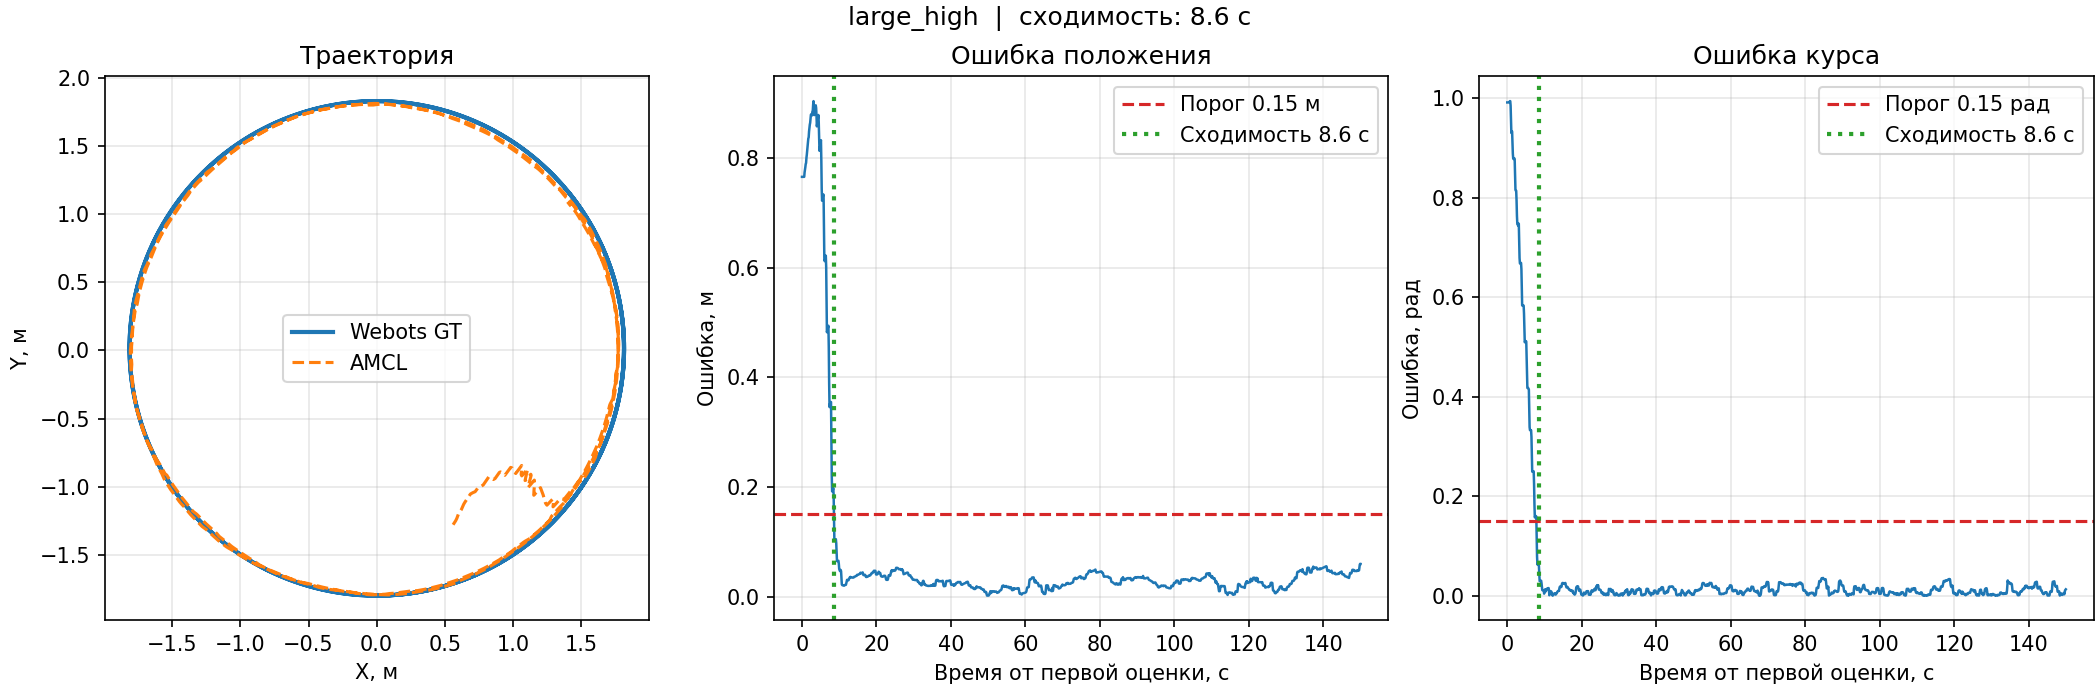 large_high | сходимость: 8.6 с
Траектория
2.0
1.5
1.0
0.5
0.0
−0.5
−1.0
−1.5
Y, м
Webots GT
AMCL
−1.5
−1.0
−0.5
0.0
0.5
1.0
1.5
X, м
Ошибка положения
Порог 0.15 м
Сходимость 8.6 с
0.8
0.6
0.4
0.2
0.0
Ошибка, м
0
20
40
60
80
100
120
140
Время от первой оценки, с
Ошибка курса
Порог 0.15 рад
Сходимость 8.6 с
1.0
0.8
0.6
0.4
0.2
0.0
Ошибка, рад
0
20
40
60
80
100
120
140
Время от первой оценки, с